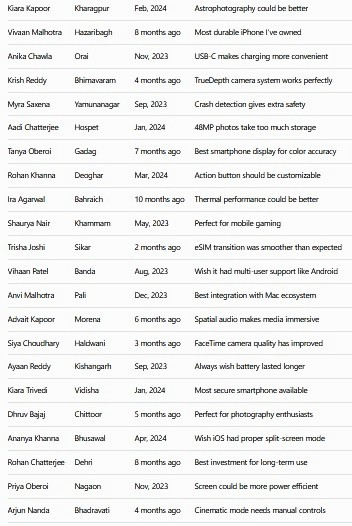 Kiara Kapoor Kharagpur Feb, 2024 Astrophotography could be better
Vivaan Malhotra Hazaribagh 8 months ago Most durable iPhone I've owned
Anika Chawla Orai Nov, 2023 USB-C makes charging more convenient
Krish Reddy Bhimavaram 4 months ago TrueDepth camera system works perfectly
Myra Saxena Yamunanagar Sep, 2023 Crash detection gives extra safety
Aadi Chatterjee Hospet Jan, 2024 48MP photos take too much storage
Tanya Oberoi Gadag 7 months ago Best smartphone display for color accuracy
Rohan Khanna Deoghar Mar, 2024 Action button should be customizable
Ira Agarwal Bahraich 10 months ago Thermal performance could be better
Shaurya Nair Khammam May, 2023 Perfect for mobile gaming
Trisha Joshi Sikar 2 months ago eSIM transition was smoother than expected
Vihaan Patel Banda Aug, 2023 Wish it had multi-user support like Android
Anvi Malhotra Pali Dec, 2023 Best integration with Mac ecosystem
Advait Kapoor Morena 6 months ago Spatial audio makes media immersive
Siya Choudhary Haldwani 3 months ago FaceTime camera quality has improved
Ayaan Reddy Kishangarh Sep, 2023 Always wish battery lasted longer
Kiara Trivedi Vidisha Jan, 2024 Most secure smartphone available
Dhruv Bajaj Chittoor 5 months ago Perfect for photography enthusiasts
Ananya Khanna Bhusawal Apr, 2024 Wish iOS had proper split-screen mode
Rohan Chatterjee Dehri 8 months ago Best investment for long-term use
Priya Oberoi Nagaon Nov, 2023 Screen could be more power efficient
Arjun Nanda Bhadravati 4 months ago Cinematic mode needs manual controls